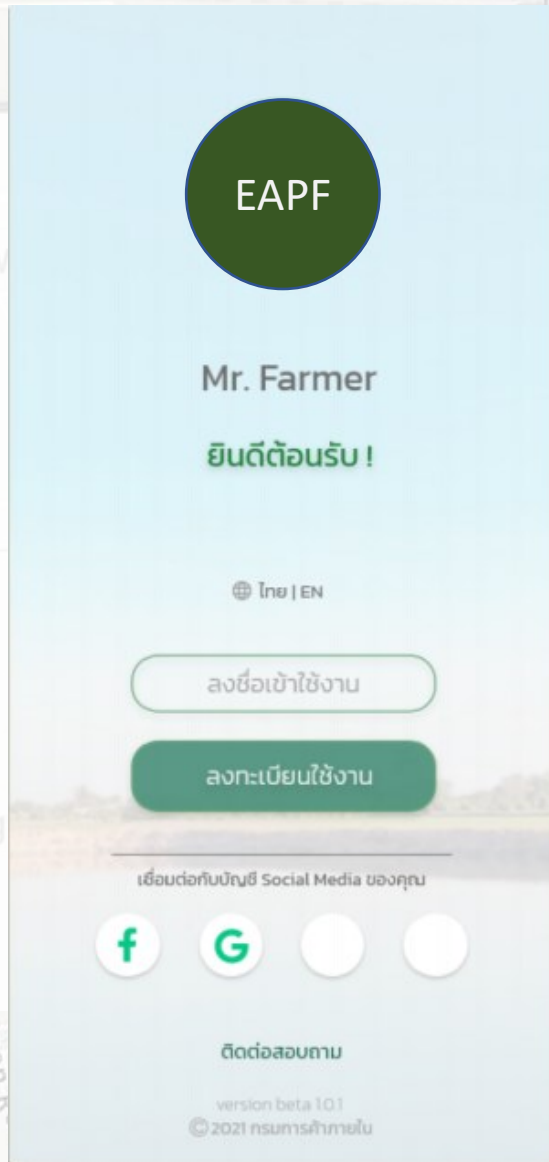 EAPF
Mr. Farmer
ยินดีต้อนรับ !
ไทย | EN
ลงชื่อเข้าใช้งาน
ลงทะเบียนใช้งาน
เชื่อมต่อกับบัญชี Social Media ของคุณ
f G
ติดต่อสอบถาม
version beta 1.0.1
© 2021 กรมการค้าภายใน